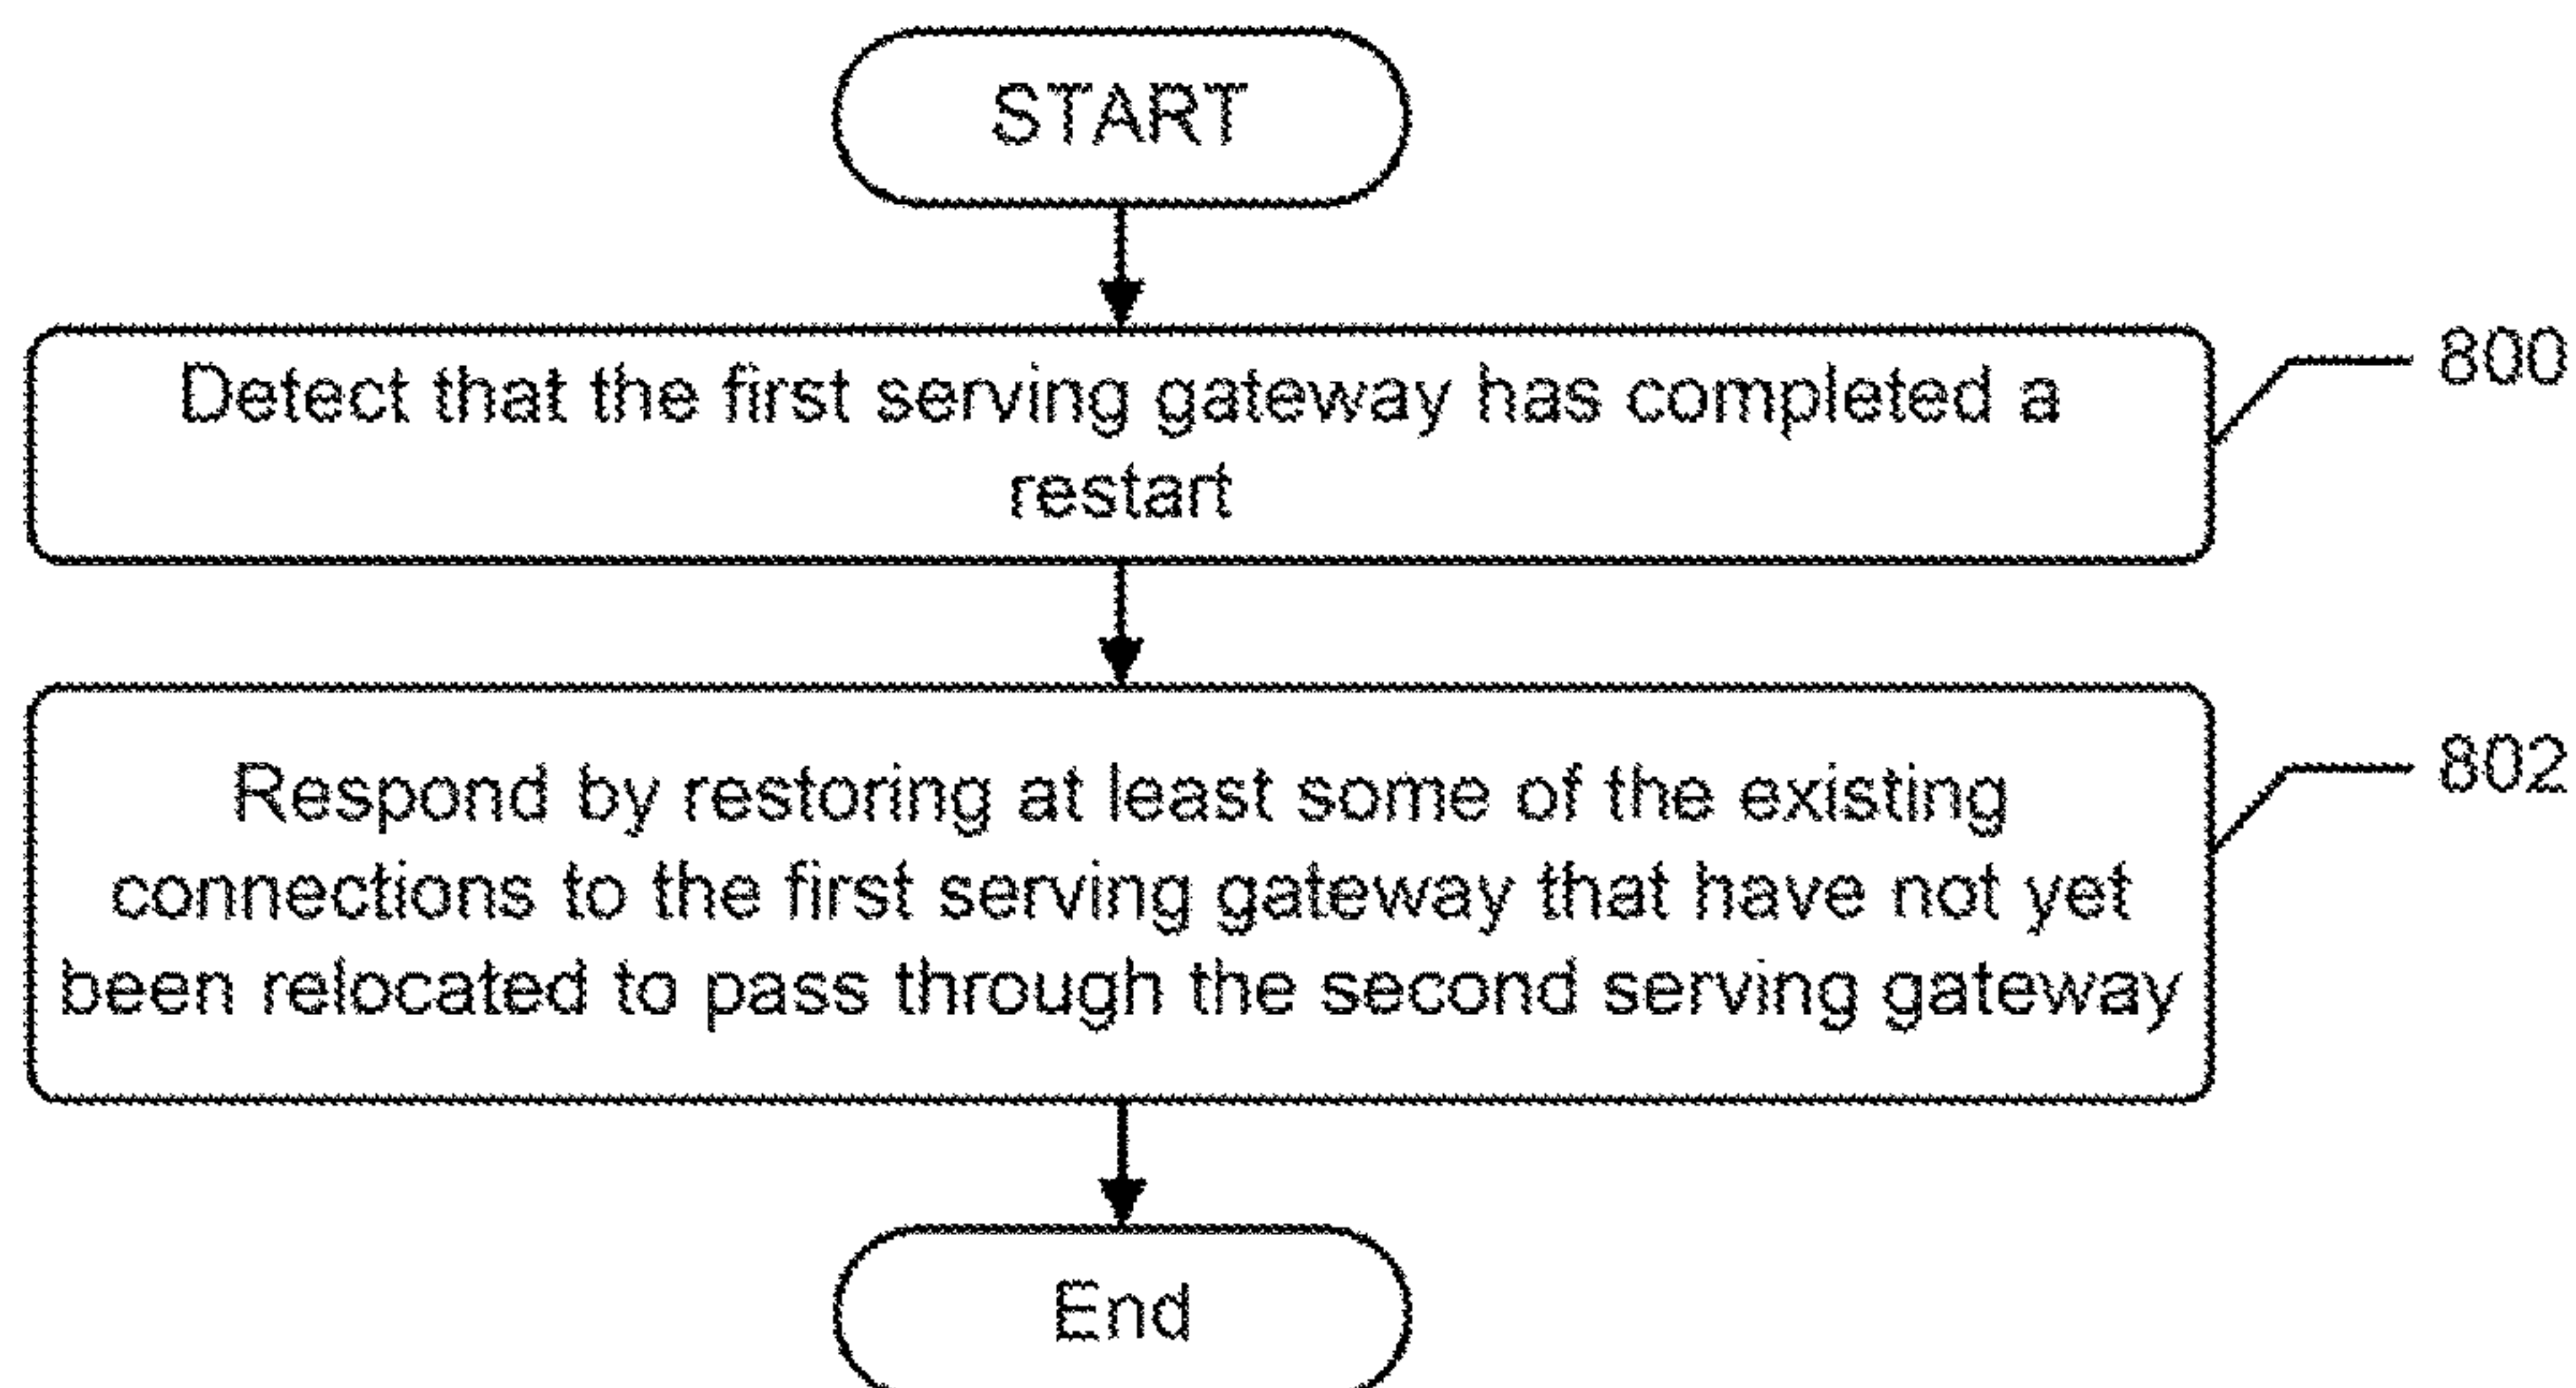 START
Detect that the first serving gateway has completed a
restart
800
Respond by restoring at least some of the existing
connections to the first serving gateway that have not yet
been relocated to pass through the second serving gateway
802
End